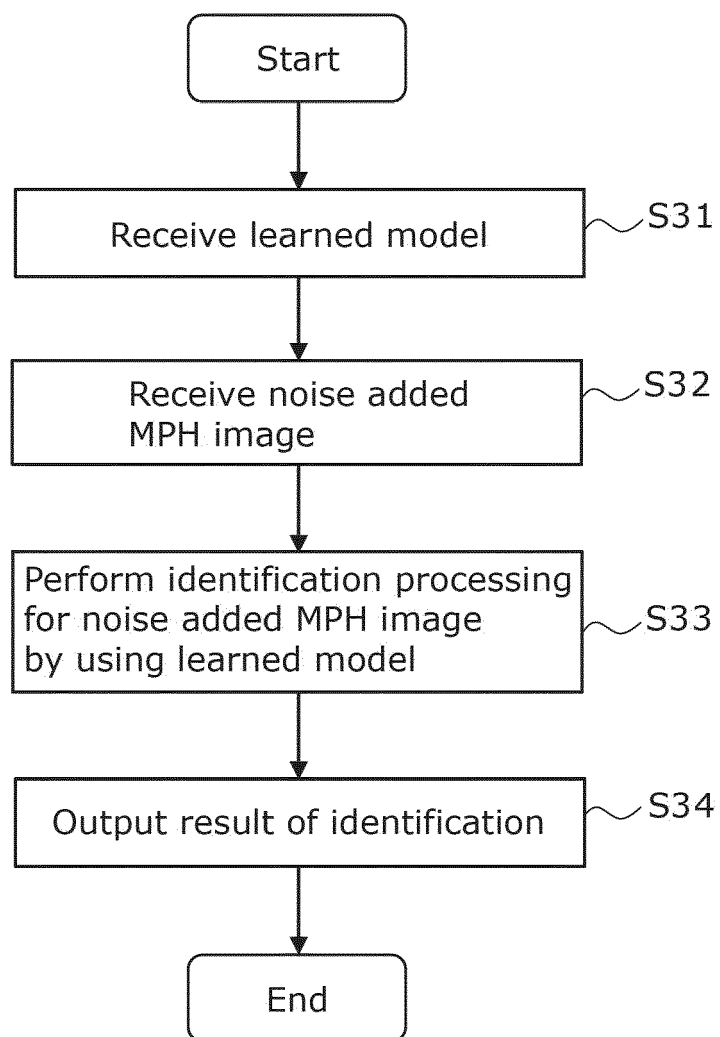 Start
Receive learned model
S31
Receive noise added
MPH image
S32
Perform identification processing
for noise added MPH image
by using learned model
S33
Output result of identification
S34
End